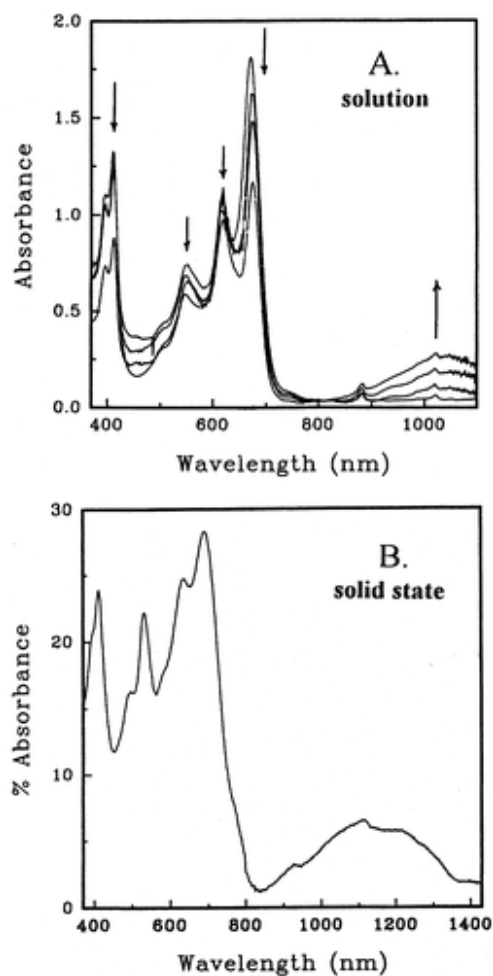 2.0
A.
solution
1.5
1.0
0.5
0.0
Absorbance
400 600 800 1000
Wavelength (nm)
30
B.
solid state
20
10
0
% Absorbance
400 600 800 1000 1200 1400
Wavelength (nm)